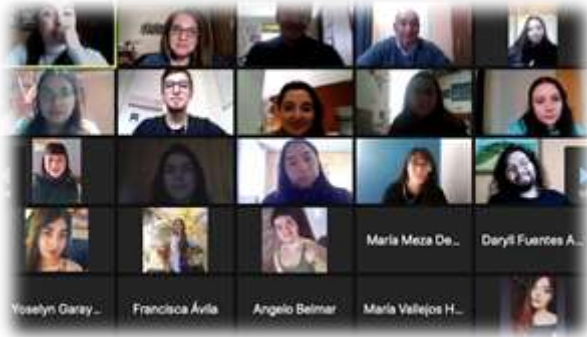 María Meza De...
Daryll Fuentes A...
Yoselyn Garay...
Francisca Ávila
Angelo Belmar
María Vallejos H...